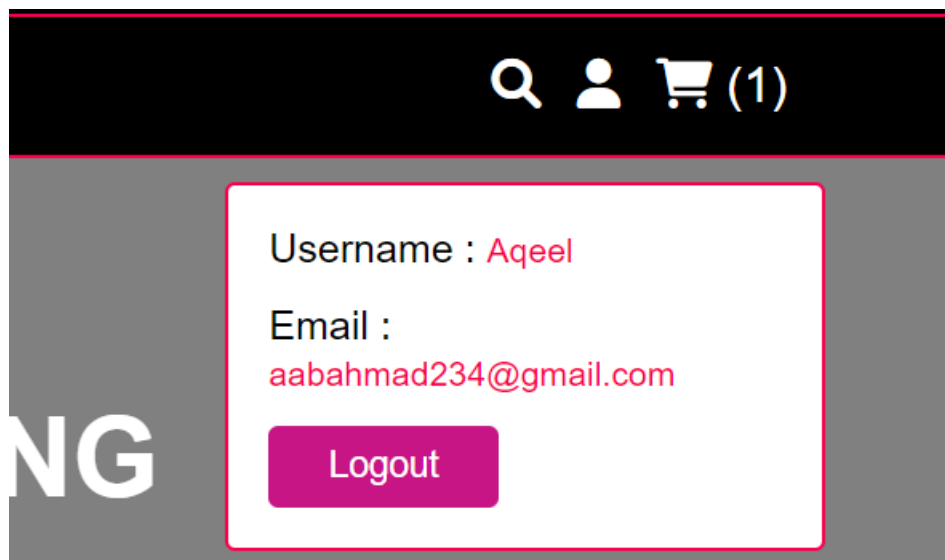 (1)
Username : Aqeel
Email :
aabahmad234@gmail.com
NG
Logout